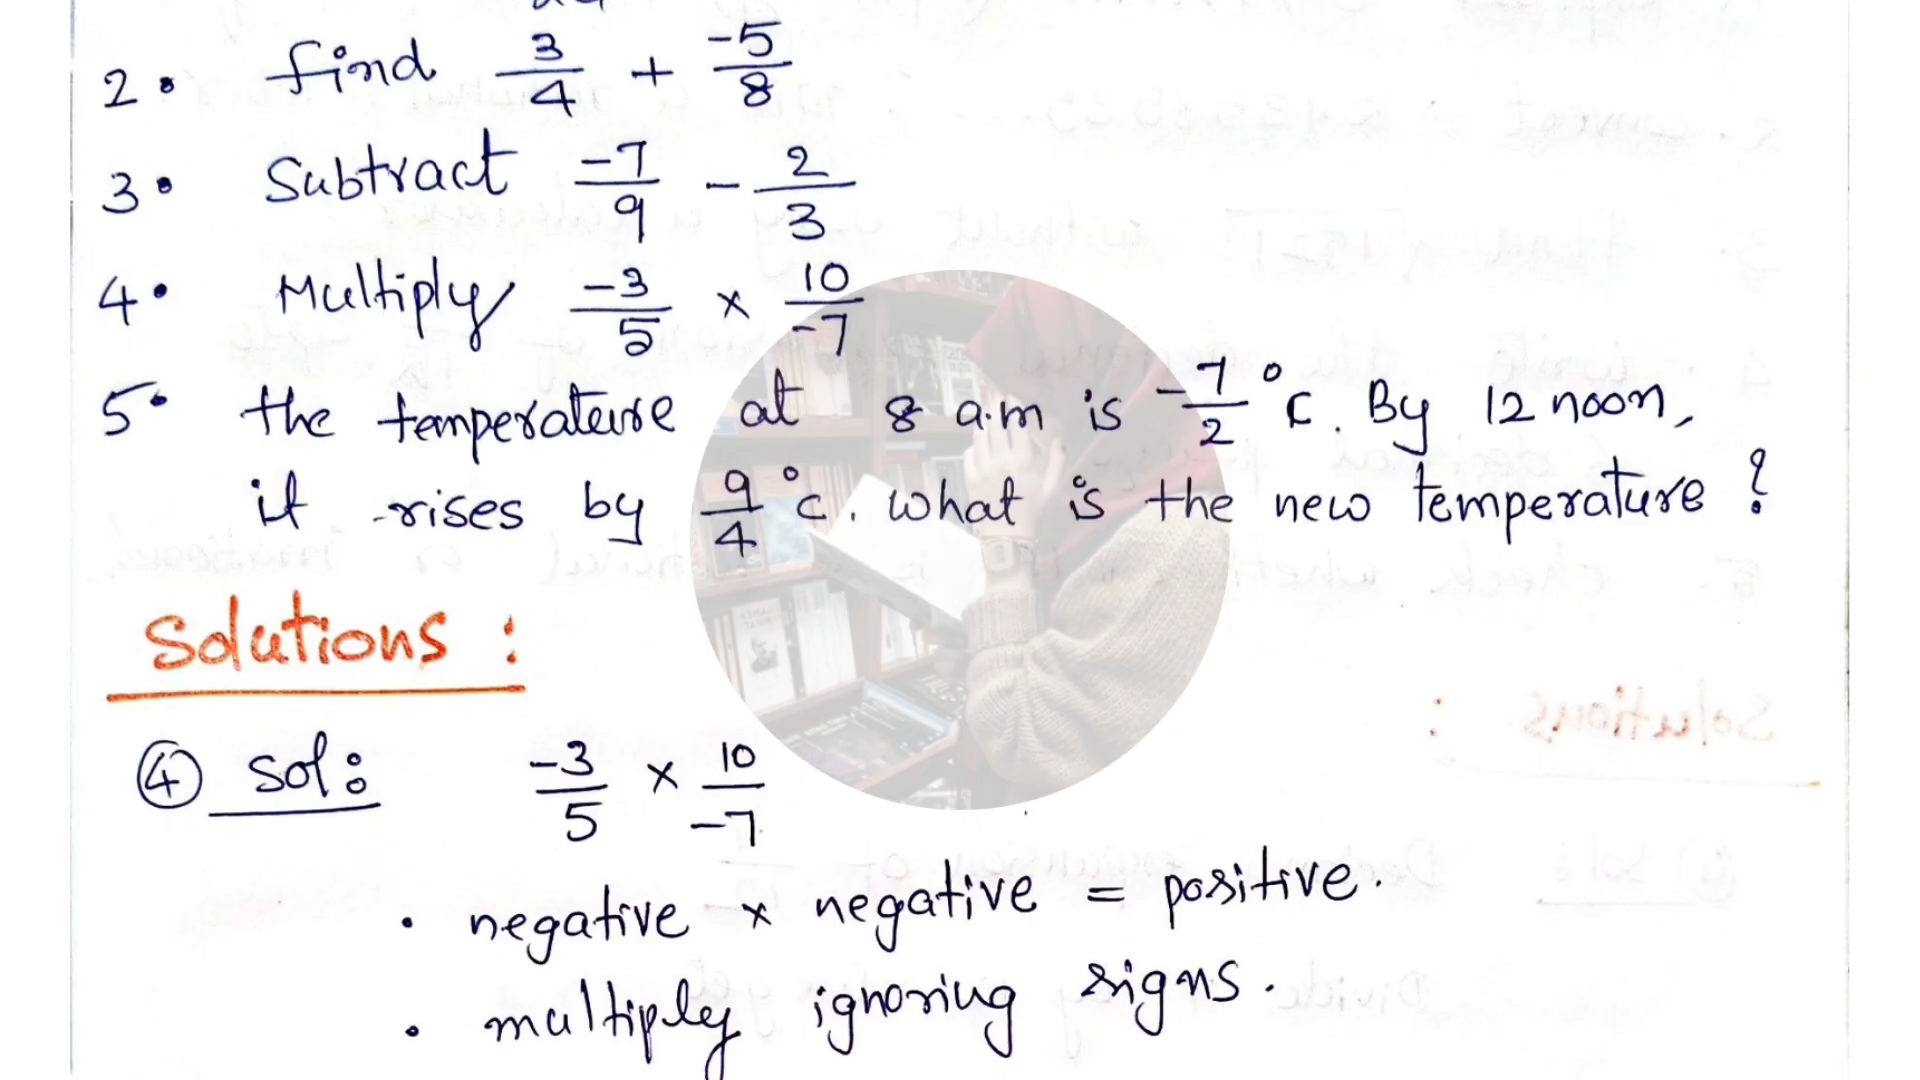 2. find 3/4 + -5/8
3. Subtract -7/9 - 2/3
4. Multiply -3/5 × 10/-7
5. the temperature at 8 a.m is -7/2 °C. By 12 noon,
it rises by 9/4 °c. what is the new temperature?
Solutions :
④ sol: -3/5 × 10/-7
• negative × negative = positive.
• multiply ignoring signs.